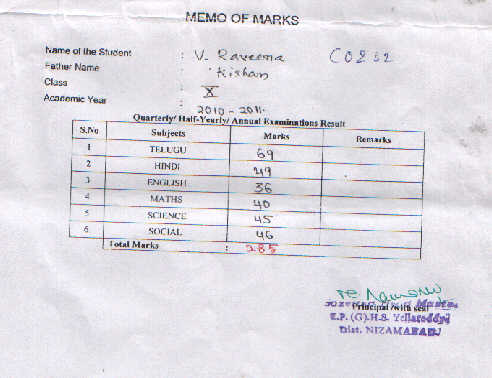 MEMO OF MARKS
Name of the Student : V. Raveena C0252
Father Name : Kishan
Class : X
Academic Year : 2010 - 2011
Quarterly/ Half-Yearly/ Annual Examinations Result
S.No Subjects Marks Remarks
1 TELUGU 69
2 HINDI 49
3 ENGLISH 36
4 MATHS 40
5 SCIENCE 45
6 SOCIAL 46
Total Marks : 285
Principal with seal
Z.P. (G).H.S. Yellareddy
Dist. NIZAMABAD